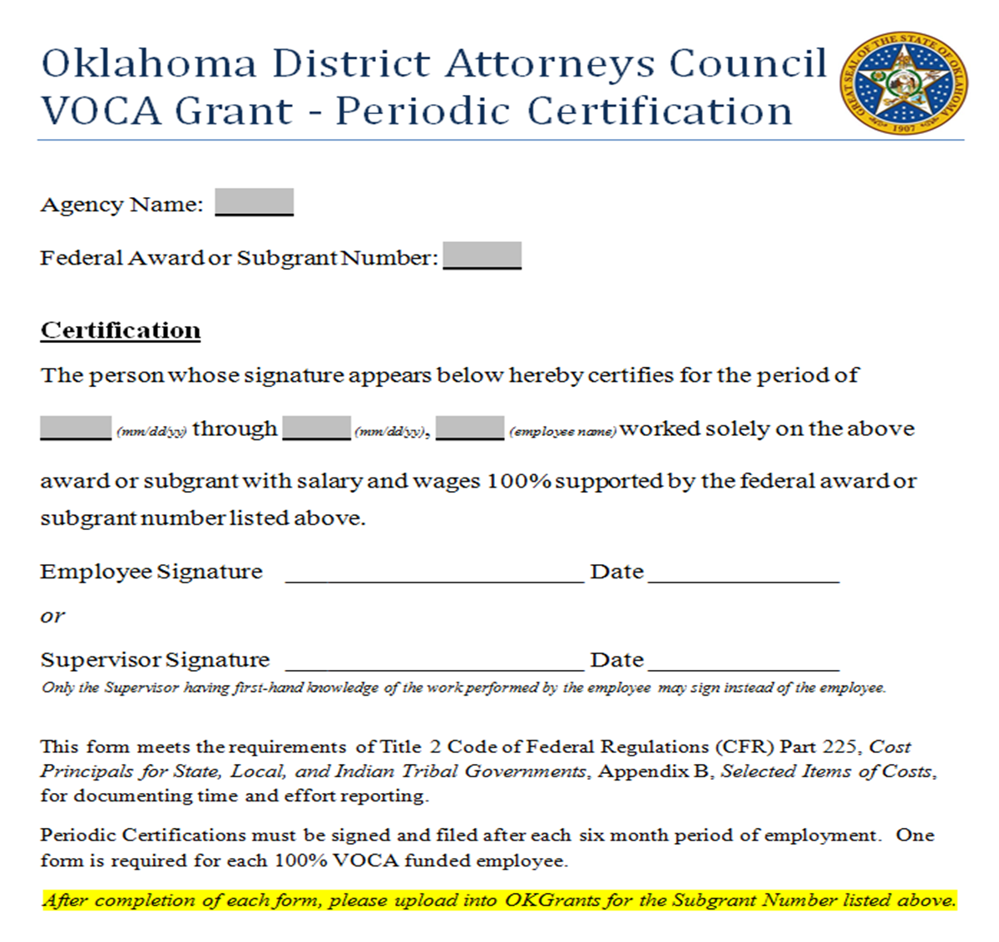 Oklahoma District Attorneys Council
VOCA Grant - Periodic Certification
GREAT SEAL OF THE STATE OF OKLAHOMA
1907
Agency Name:
Federal Award or Subgrant Number:
Certification
The person whose signature appears below hereby certifies for the period of
(mm/dd/yy) through (mm/dd/yy), (employee name) worked solely on the above
award or subgrant with salary and wages 100% supported by the federal award or
subgrant number listed above.
Employee Signature ____________________ Date ____________
or
Supervisor Signature ____________________ Date ____________
Only the Supervisor having first-hand knowledge of the work performed by the employee may sign instead of the employee.
This form meets the requirements of Title 2 Code of Federal Regulations (CFR) Part 225, Cost
Principals for State, Local, and Indian Tribal Governments, Appendix B, Selected Items of Costs,
for documenting time and effort reporting.
Periodic Certifications must be signed and filed after each six month period of employment. One
form is required for each 100% VOCA funded employee.
After completion of each form, please upload into OKGrants for the Subgrant Number listed above.